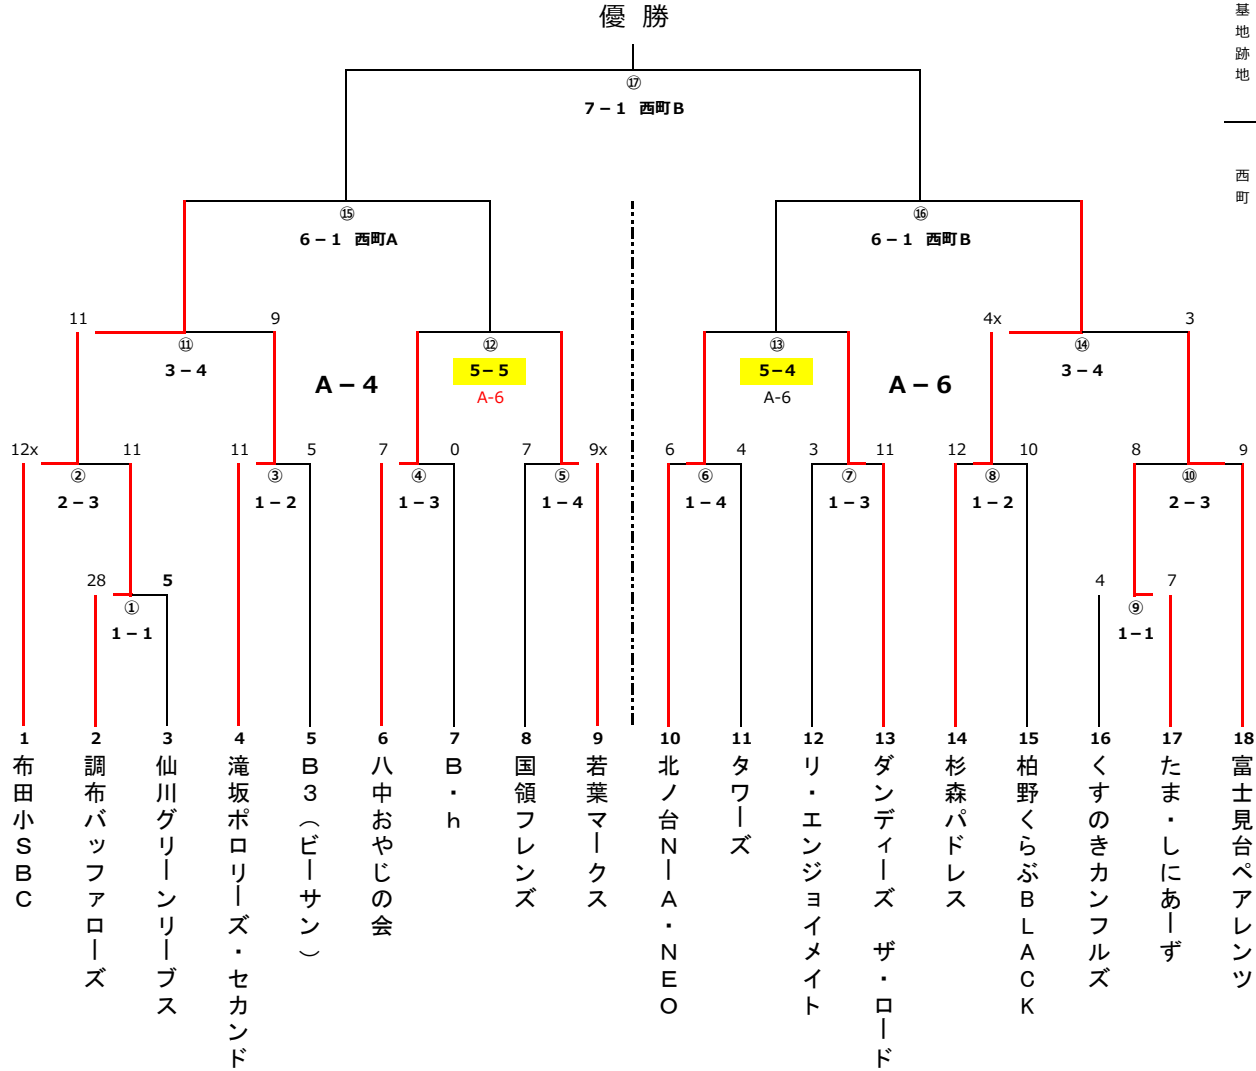 優勝
基地跡地
⑰
7－1 西町B
西町
⑮
6－1 西町A
⑯
6－1 西町B
11
9
4x
3
⑪
3－4
⑫
5－5
A-6
⑬
5－4
A-6
⑭
3－4
A－4
A－6
12x
11
11
5
7
0
7
9x
6
4
3
11
12
10
8
9
②
2－3
③
1－2
④
1－3
⑤
1－4
⑥
1－4
⑦
1－3
⑧
1－2
⑩
2－3
28
5
4
7
①
1－1
⑨
1－1
1
2
3
4
5
6
7
8
9
10
11
12
13
14
15
16
17
18
布田小SBC
調布バッファローズ
仙川グリーンリーブス
滝坂ポロリーズ・セカンド
B3（ビーサン）
八中おやじの会
B・h
国領フレンズ
若葉マークス
北ノ台NーA・NEO
タワーズ
リ・エンジョイメイト
ダンディーズ ザ・ロード
杉森パドレス
柏野くらぶBLACK
くすのきカンフルズ
たま・しにあーず
富士見台ペアレンツ